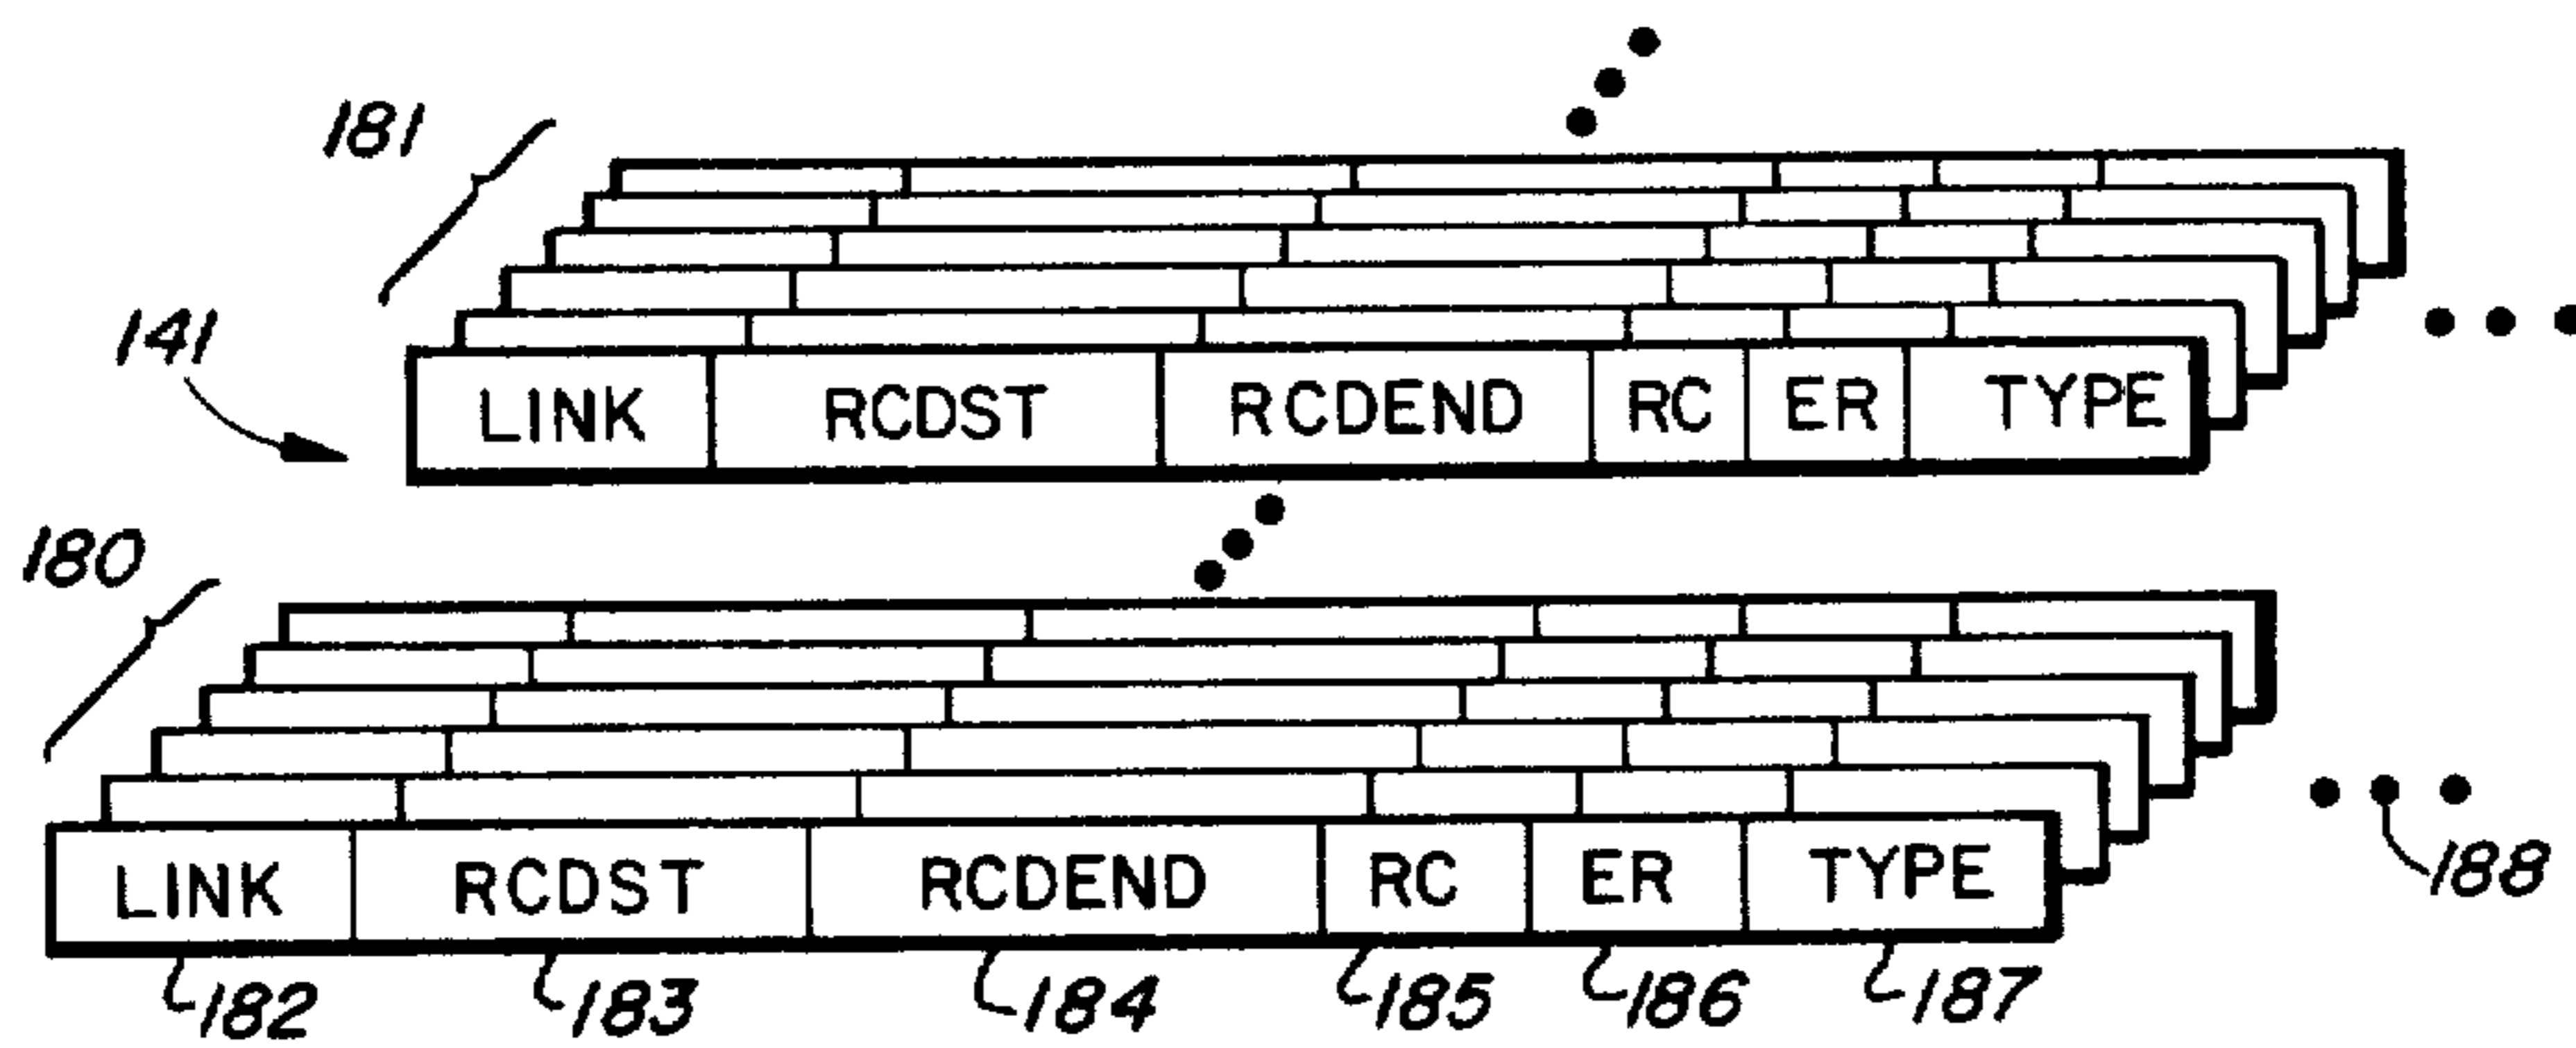 181
141
LINK RCDST RCDEND RC ER TYPE
180
LINK RCDST RCDEND RC ER TYPE
188
182 183 184 185 186 187